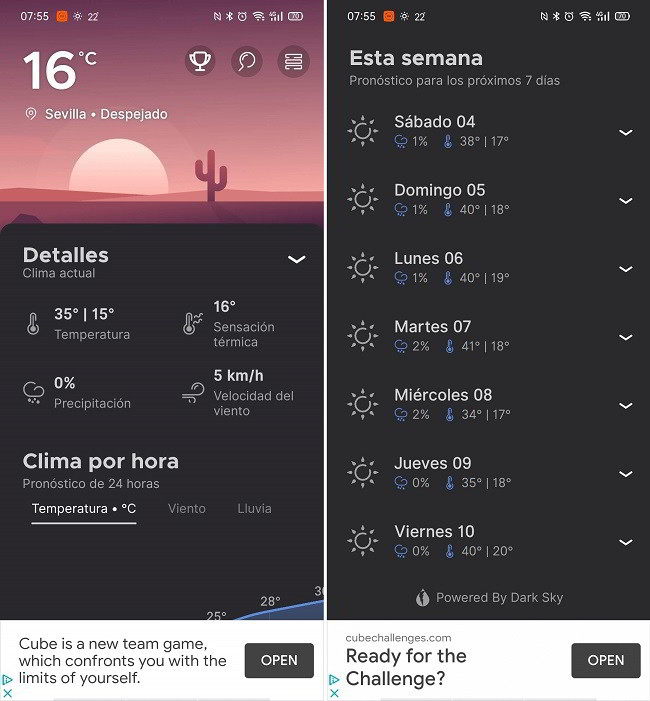 07:55 22°
16°C
Sevilla • Despejado
Detalles
Clima actual
35° | 15°
Temperatura
16°
Sensación
térmica
0%
Precipitación
5 km/h
Velocidad del
viento
Clima por hora
Pronóstico de 24 horas
Temperatura • °C Viento Lluvia
25° 28° 3
Cube is a new team game,
which confronts you with the
limits of yourself.
OPEN
07:55 22°
Esta semana
Pronóstico para los próximos 7 días
Sábado 04
1% 38° | 17°
Domingo 05
1% 40° | 18°
Lunes 06
1% 40° | 19°
Martes 07
2% 41° | 18°
Miércoles 08
2% 34° | 17°
Jueves 09
0% 35° | 18°
Viernes 10
0% 40° | 20°
Powered By Dark Sky
cubechallenges.com
Ready for the
Challenge?
OPEN